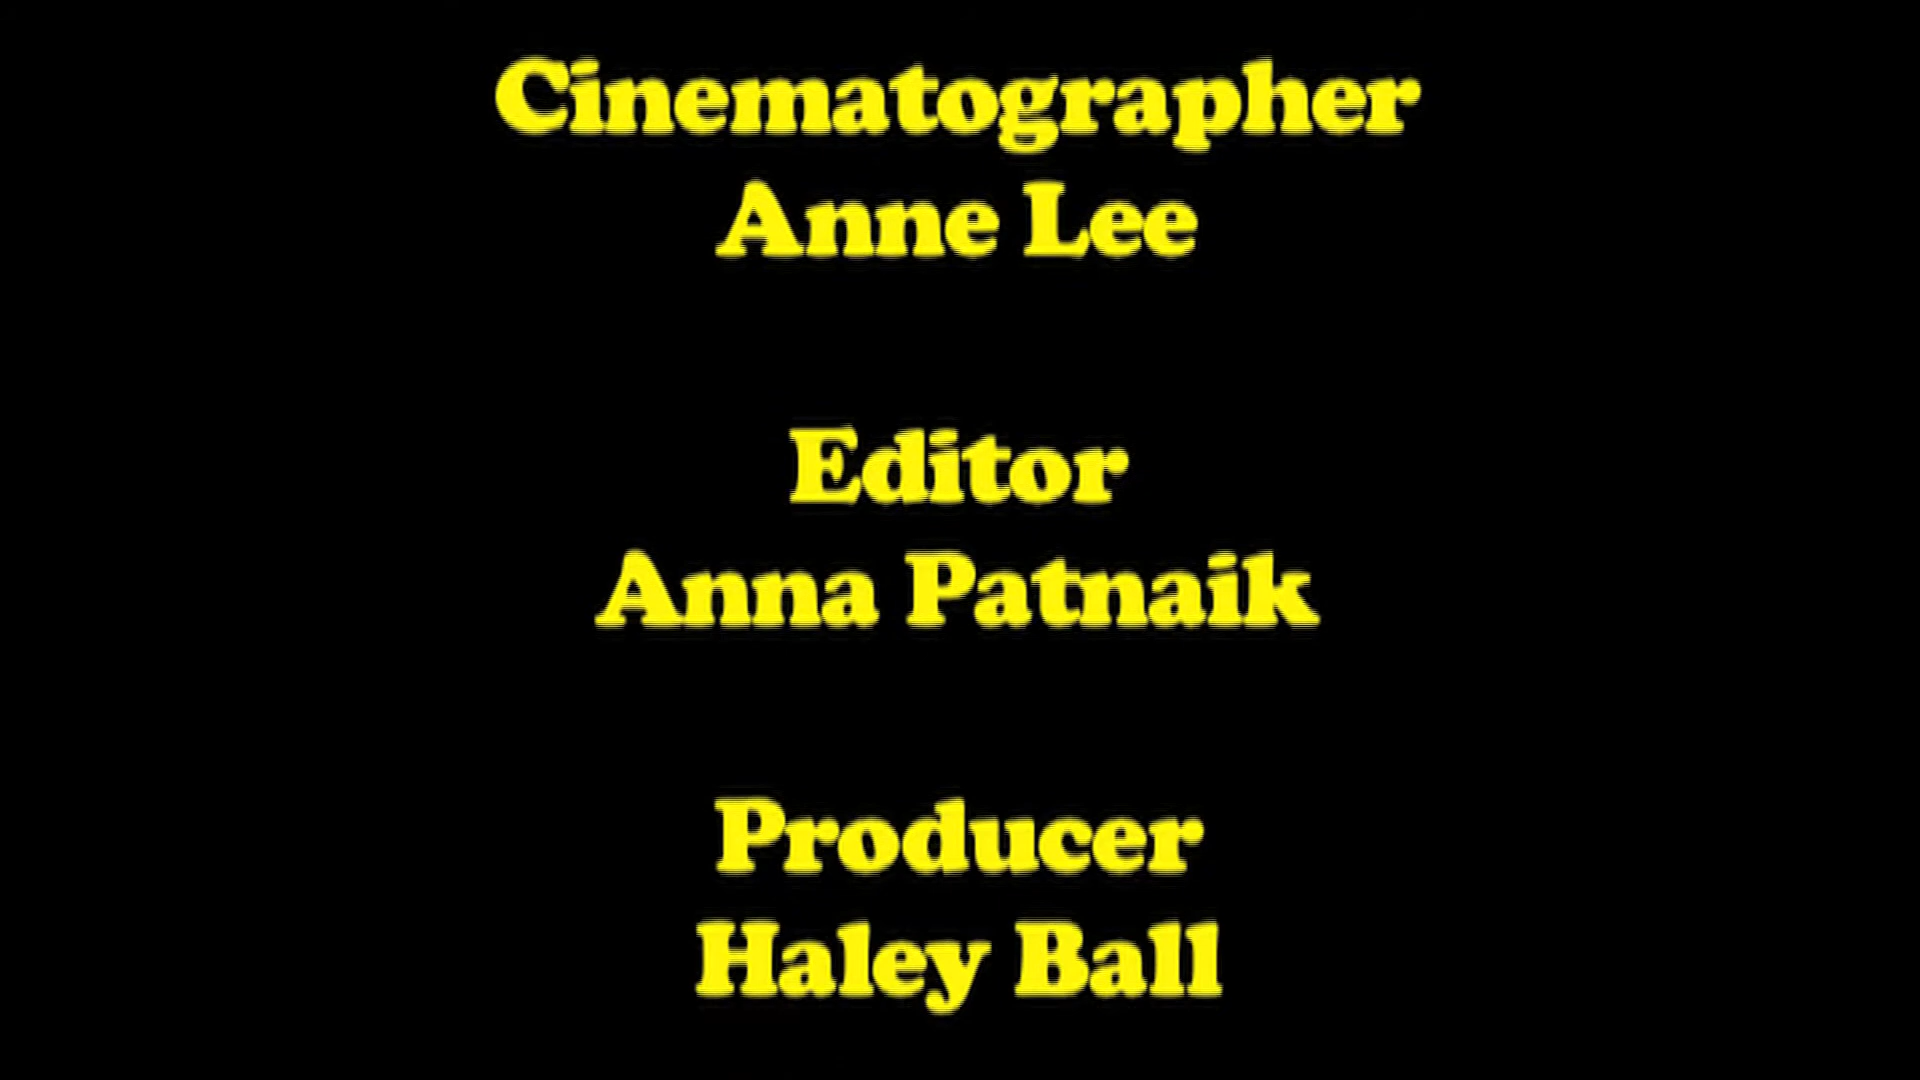 Cinematographer
Anne Lee
Editor
Anna Patnaik
Producer
Haley Ball